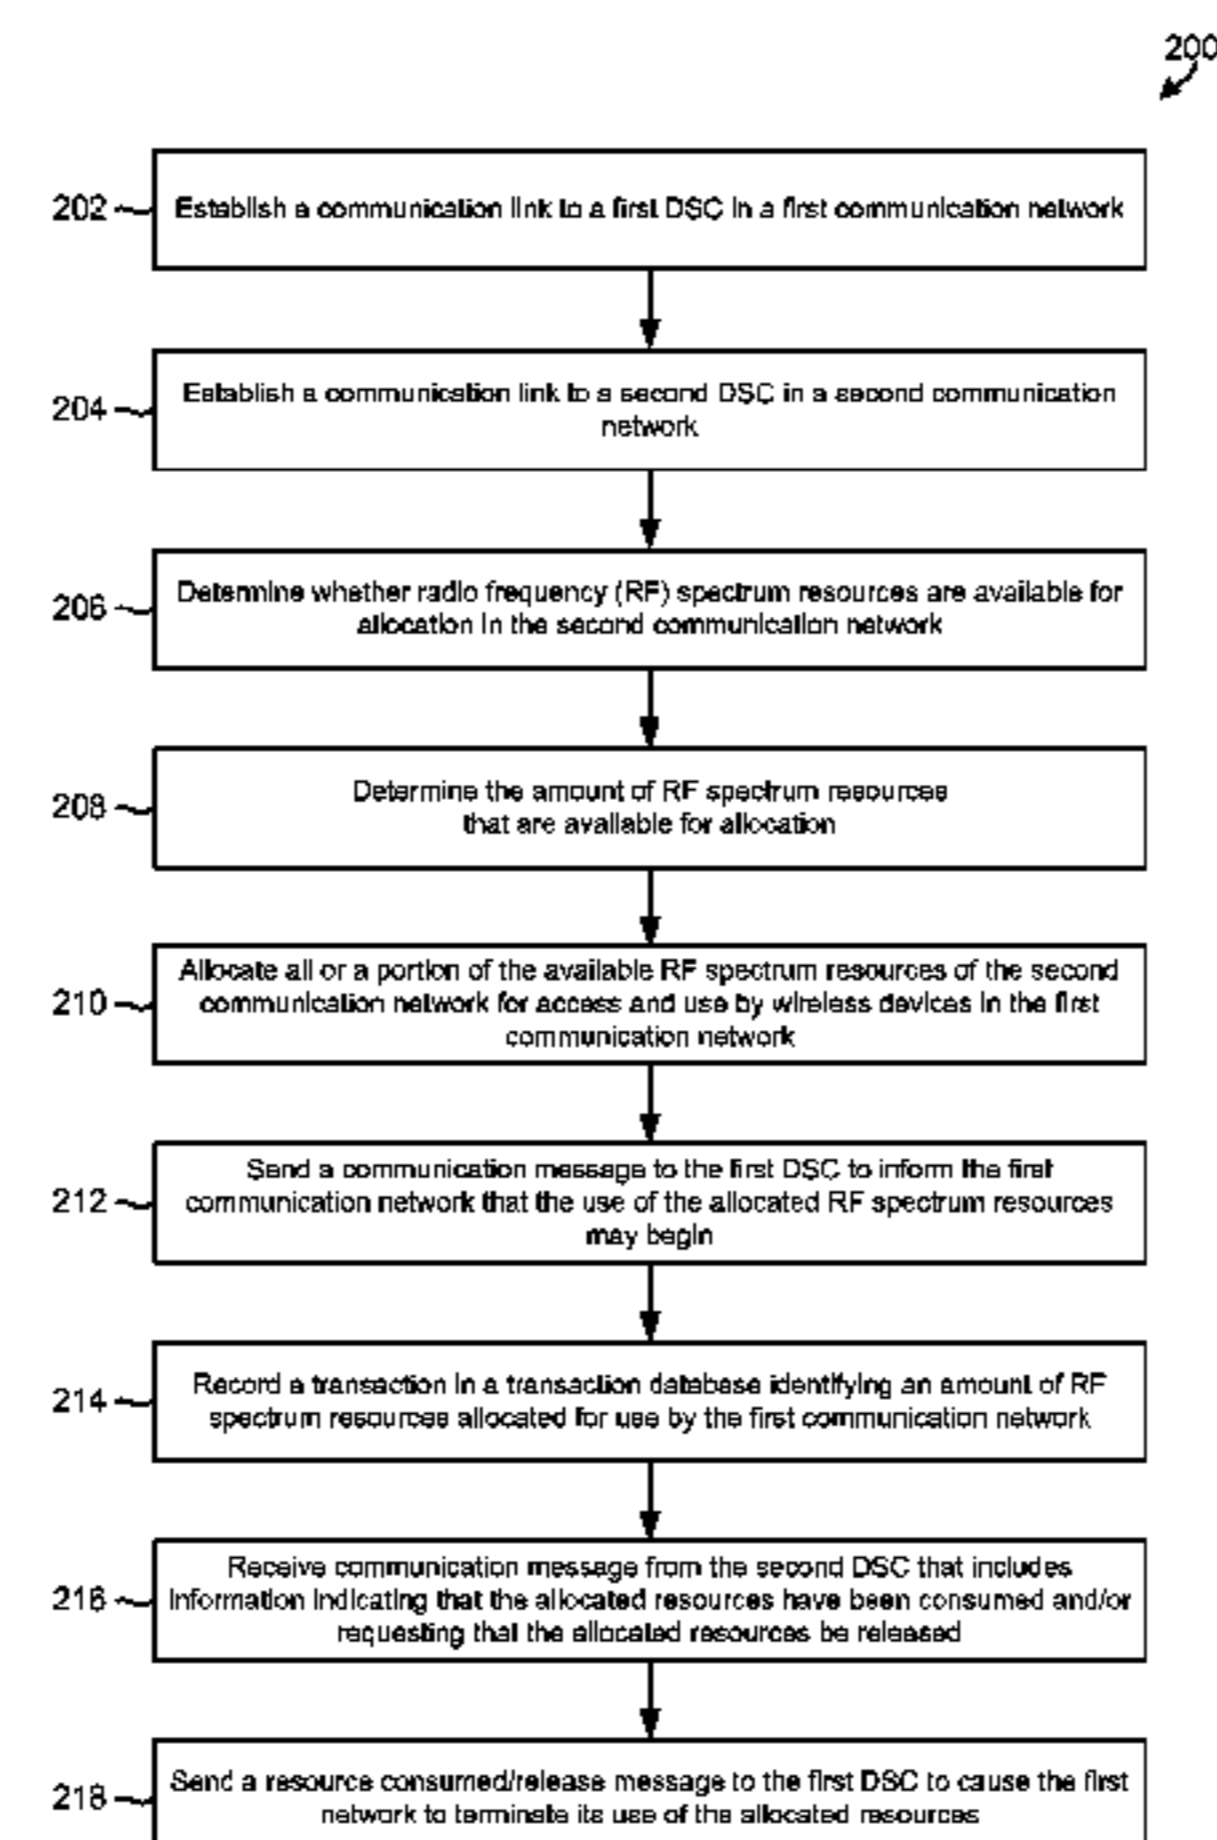 200
202
Establish a communication link to a first DSC in a first communication network
204
Establish a communication link to a second DSC in a second communication
network
206
Determine whether radio frequency (RF) spectrum resources are available for
allocation in the second communication network
208
Determine the amount of RF spectrum resources
that are available for allocation
210
Allocate all or a portion of the available RF spectrum resources of the second
communication network for access and use by wireless devices in the first
communication network
212
Send a communication message to the first DSC to inform the first
communication network that the use of the allocated RF spectrum resources
may begin
214
Record a transaction in a transaction database identifying an amount of RF
spectrum resources allocated for use by the first communication network
216
Receive communication message from the second DSC that includes
information indicating that the allocated resources have been consumed and/or
requesting that the allocated resources be released
218
Send a resource consumed/release message to the first DSC to cause the first
network to terminate its use of the allocated resources